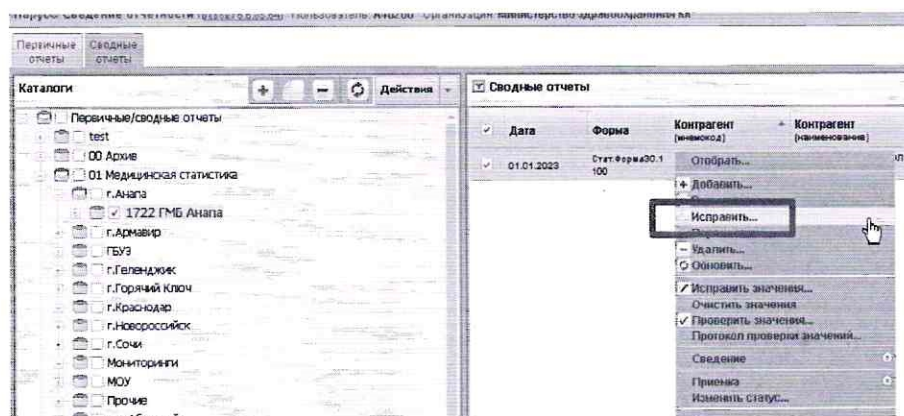 Первичные отчеты
Сводные отчеты
Каталоги
Действия
Первичные/сводные отчеты
test
00 Архив
01 Медицинская статистика
г.Анапа
1722 ГМБ Анапа
г.Армавир
ГБУЗ
г.Геленджик
г.Горячий Ключ
г.Краснодар
г.Новороссийск
г.Сочи
Мониторинги
МОУ
Прочие
Сводные отчеты
Дата
Форма
Контрагент
[мнемокод]
Контрагент
[наименование]
01.01.2023
Стат.Форма30.1
100
Отобрать...
Добавить...
Исправить...
Удалить...
Обновить...
Исправить значения...
Очистить значения
Проверить значения...
Протокол проверки значений...
Сведение
Приемка
Изменить статус...